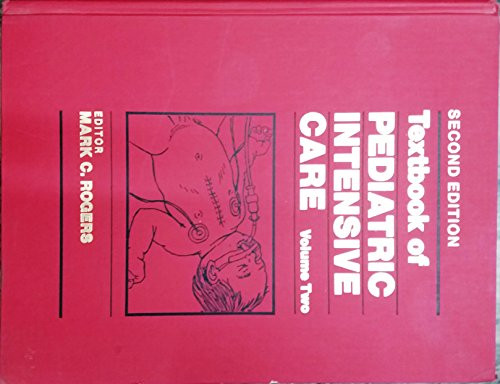 SECOND EDITION
Textbook of
PEDIATRIC
INTENSIVE
CARE Volume Two
EDITOR
MARK C. ROGERS